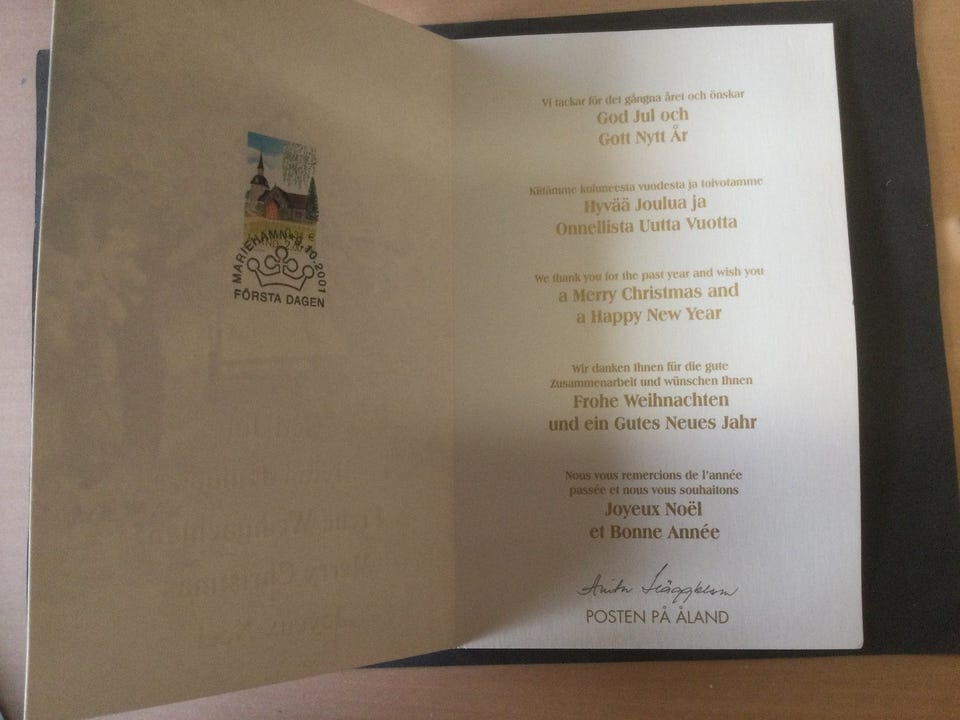 MARIEHAMN 9.10.2001
FÖRSTA DAGEN
Vi tackar för det gångna året och önskar
God Jul och
Gott Nytt År
Kiitämme kuluneesta vuodesta ja toivotamme
Hyvää Joulua ja
Onnellista Uutta Vuotta
We thank you for the past year and wish you
a Merry Christmas and
a Happy New Year
Wir danken Ihnen für die gute
Zusammenarbeit und wünschen Ihnen
Frohe Weihnachten
und ein Gutes Neues Jahr
Nous vous remercions de l'année
passée et nous vous souhaitons
Joyeux Noël
et Bonne Année
Anita Häggblom
POSTEN PÅ ÅLAND